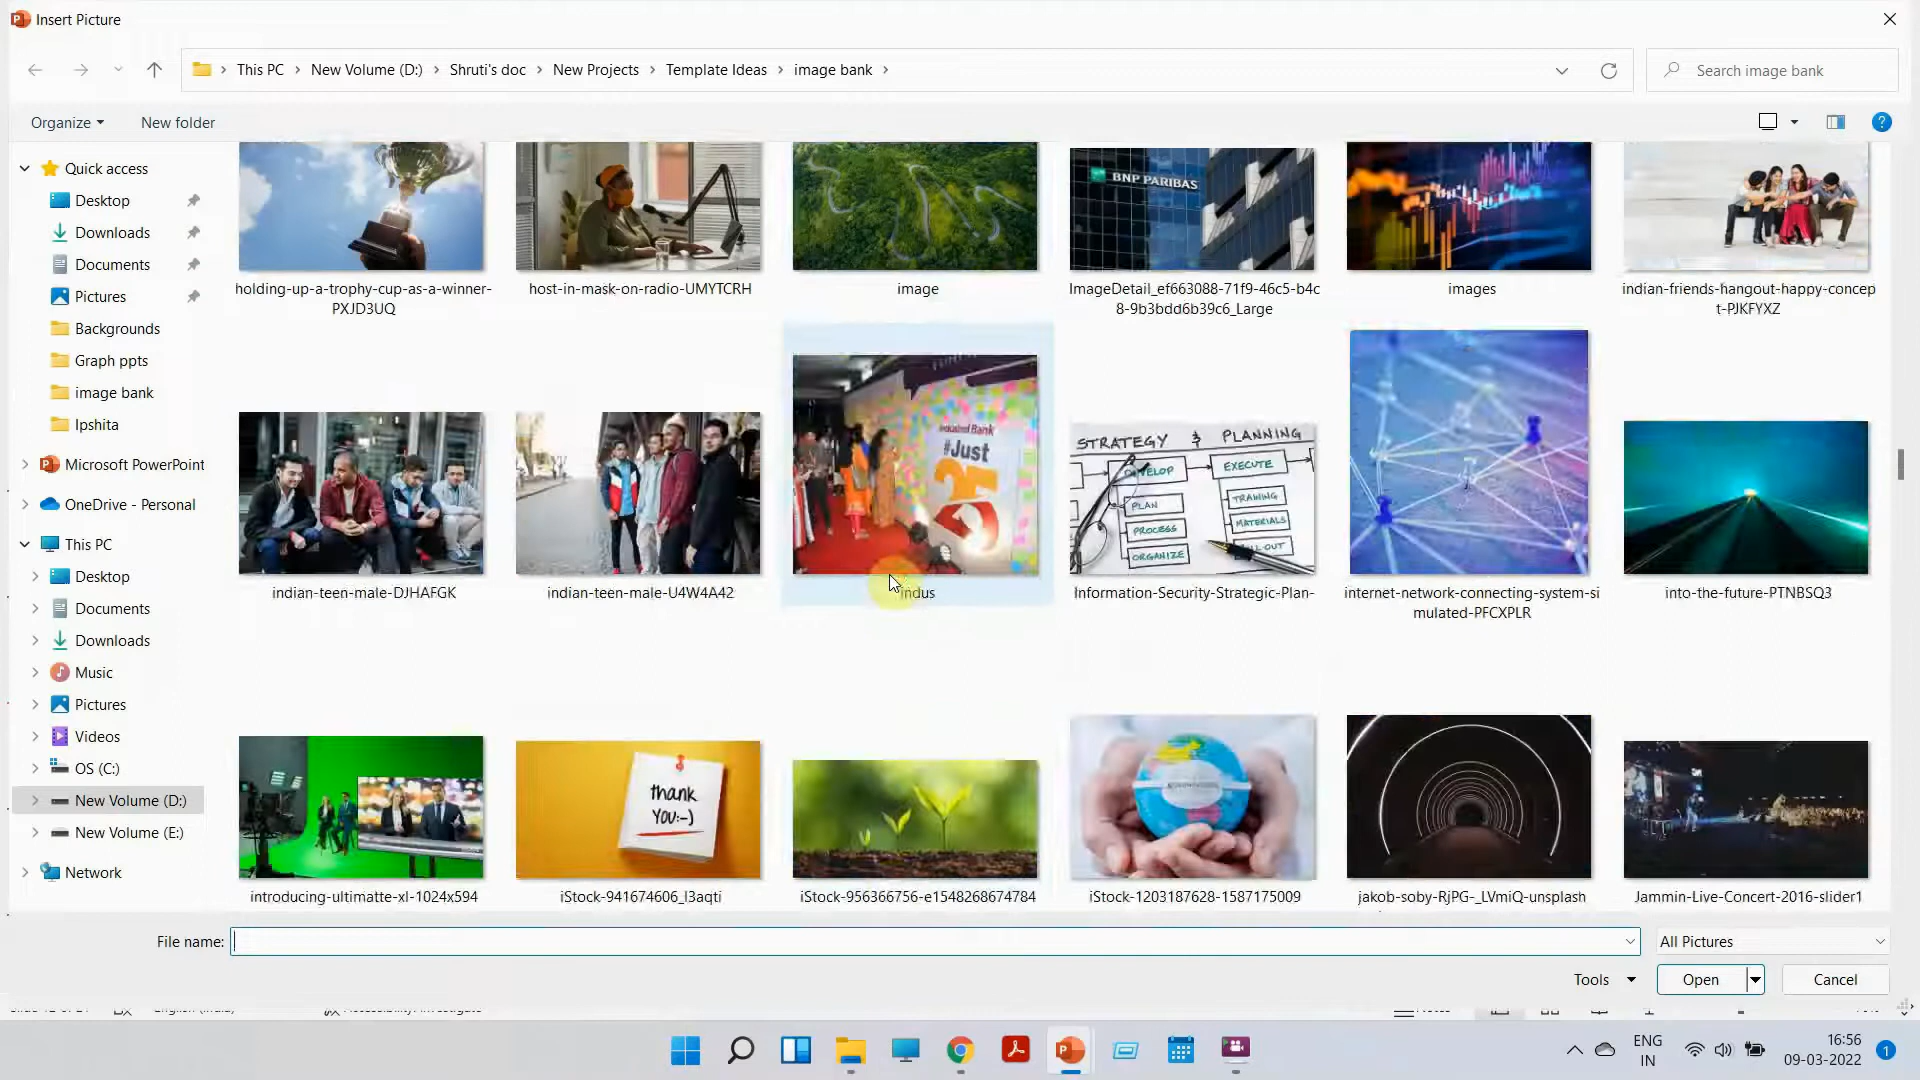 Insert Picture
This PC
New Volume (D:)
Shruti's doc
New Projects
Template Ideas
image bank
Search image bank
Organize
New folder
Quick access
Desktop
Downloads
Documents
Pictures
Backgrounds
Graph ppts
image bank
Ipshita
Microsoft PowerPoint
OneDrive - Personal
This PC
Desktop
Documents
Downloads
Music
Pictures
Videos
OS (C:)
New Volume (D:)
New Volume (E:)
Network
BNP PARIBAS
holding-up-a-trophy-cup-as-a-winner-
PXJD3UQ
host-in-mask-on-radio-UMYTCRH
image
ImageDetail_ef663088-71f9-46c5-b4c
8-9b3bdd6b39c6_Large
images
indian-friends-hangout-happy-concep
t-PJKFYXZ
#Just
STRATEGY & PLANNING
DEVELOP
EXECUTE
PLAN
TRAINING
PROCESS
MATERIALS
ORGANIZE
indian-teen-male-DJHAFGK
indian-teen-male-U4W4A42
indus
Information-Security-Strategic-Plan-
internet-network-connecting-system-si
mulated-PFCXPLR
into-the-future-PTNBSQ3
thank
YOU:-)
introducing-ultimatte-xl-1024x594
iStock-941674606_l3aqti
iStock-956366756-e1548268674784
iStock-1203187628-1587175009
jakob-soby-RjPG-_LVmiQ-unsplash
Jammin-Live-Concert-2016-slider1
File name:
All Pictures
Tools
Open
Cancel
ENG
IN
16:56
09-03-2022
1